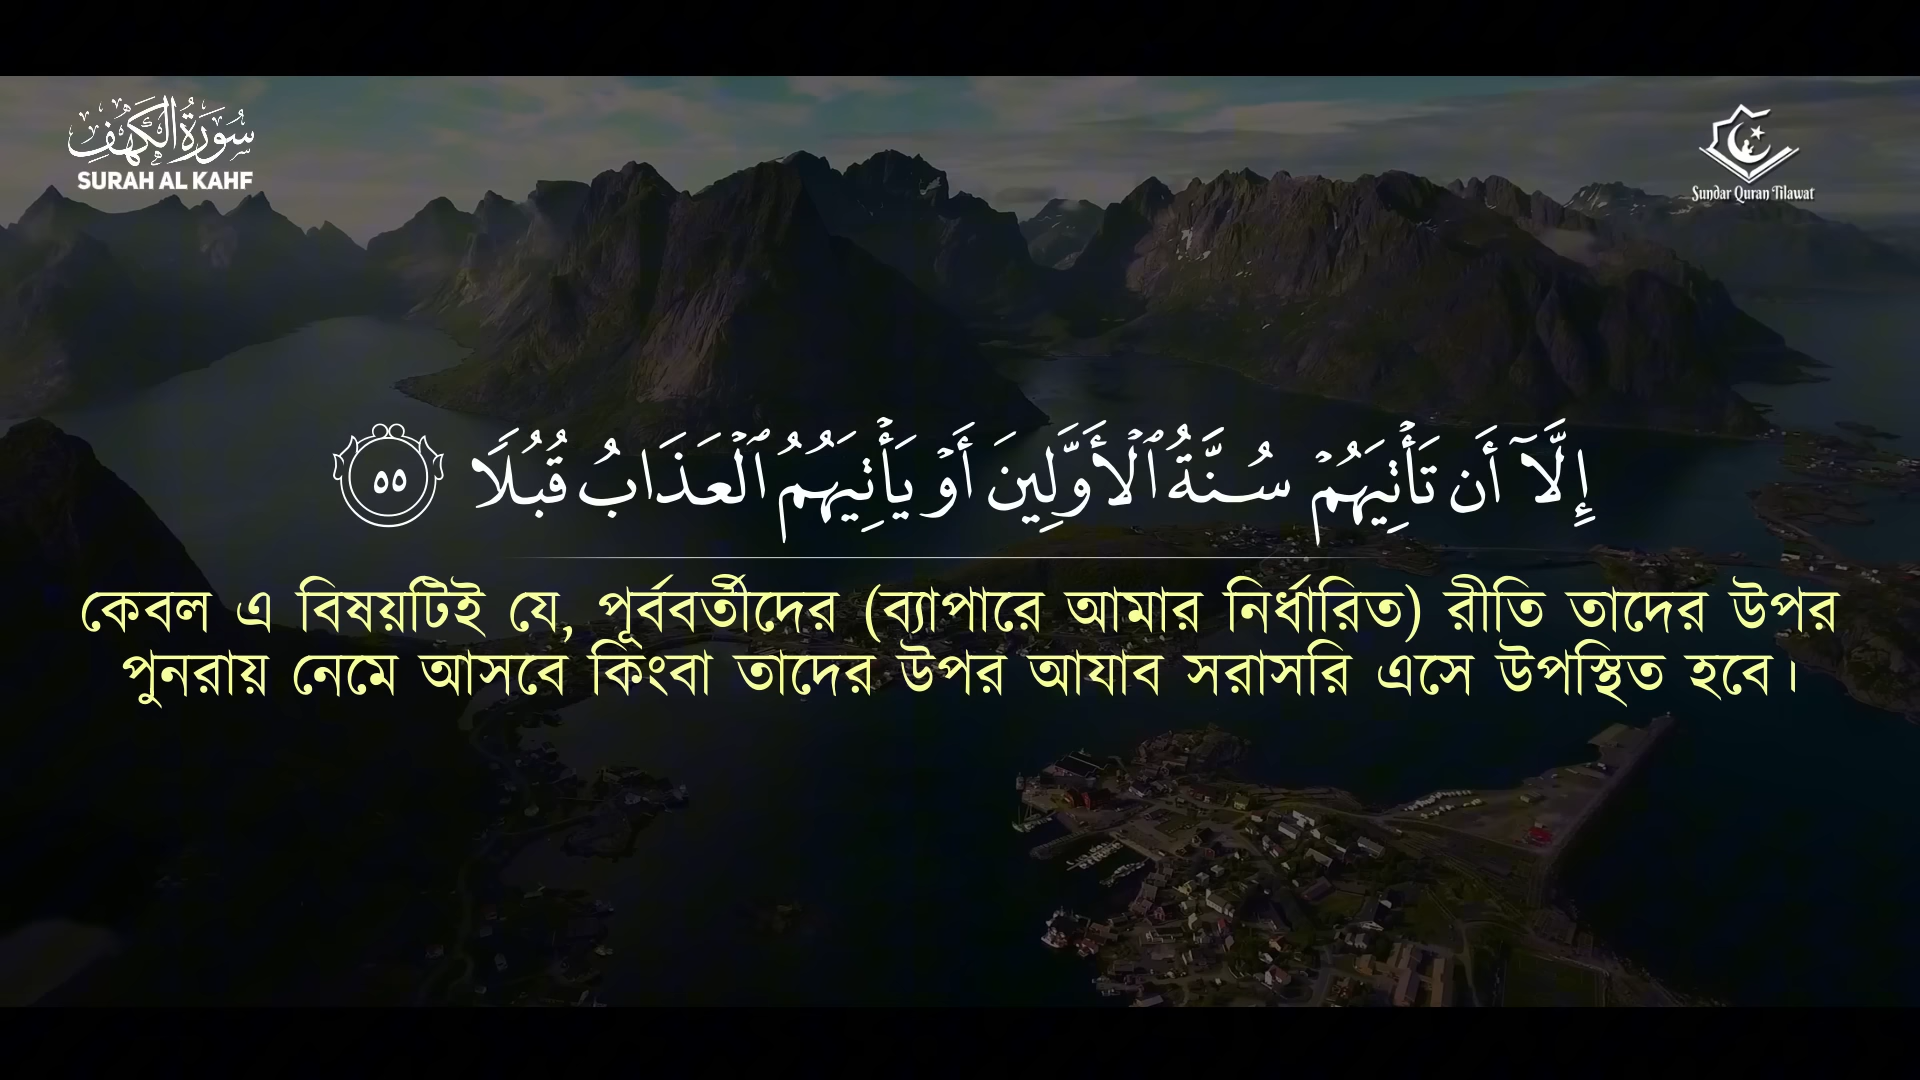 سُورَةُ الكَهْفِ
SURAH AL KAHF
Sundar Quran Tilawat
إِلَّآ أَن تَأْتِيَهُمْ سُنَّةُ ٱلْأَوَّلِينَ أَوْ يَأْتِيَهُمُ ٱلْعَذَابُ قُبُلًا ٥٥
কেবল এ বিষয়টিই যে, পূর্ববর্তীদের (ব্যাপারে আমার নির্ধারিত) রীতি তাদের উপর
পুনরায় নেমে আসবে কিংবা তাদের উপর আযাব সরাসরি এসে উপস্থিত হবে।